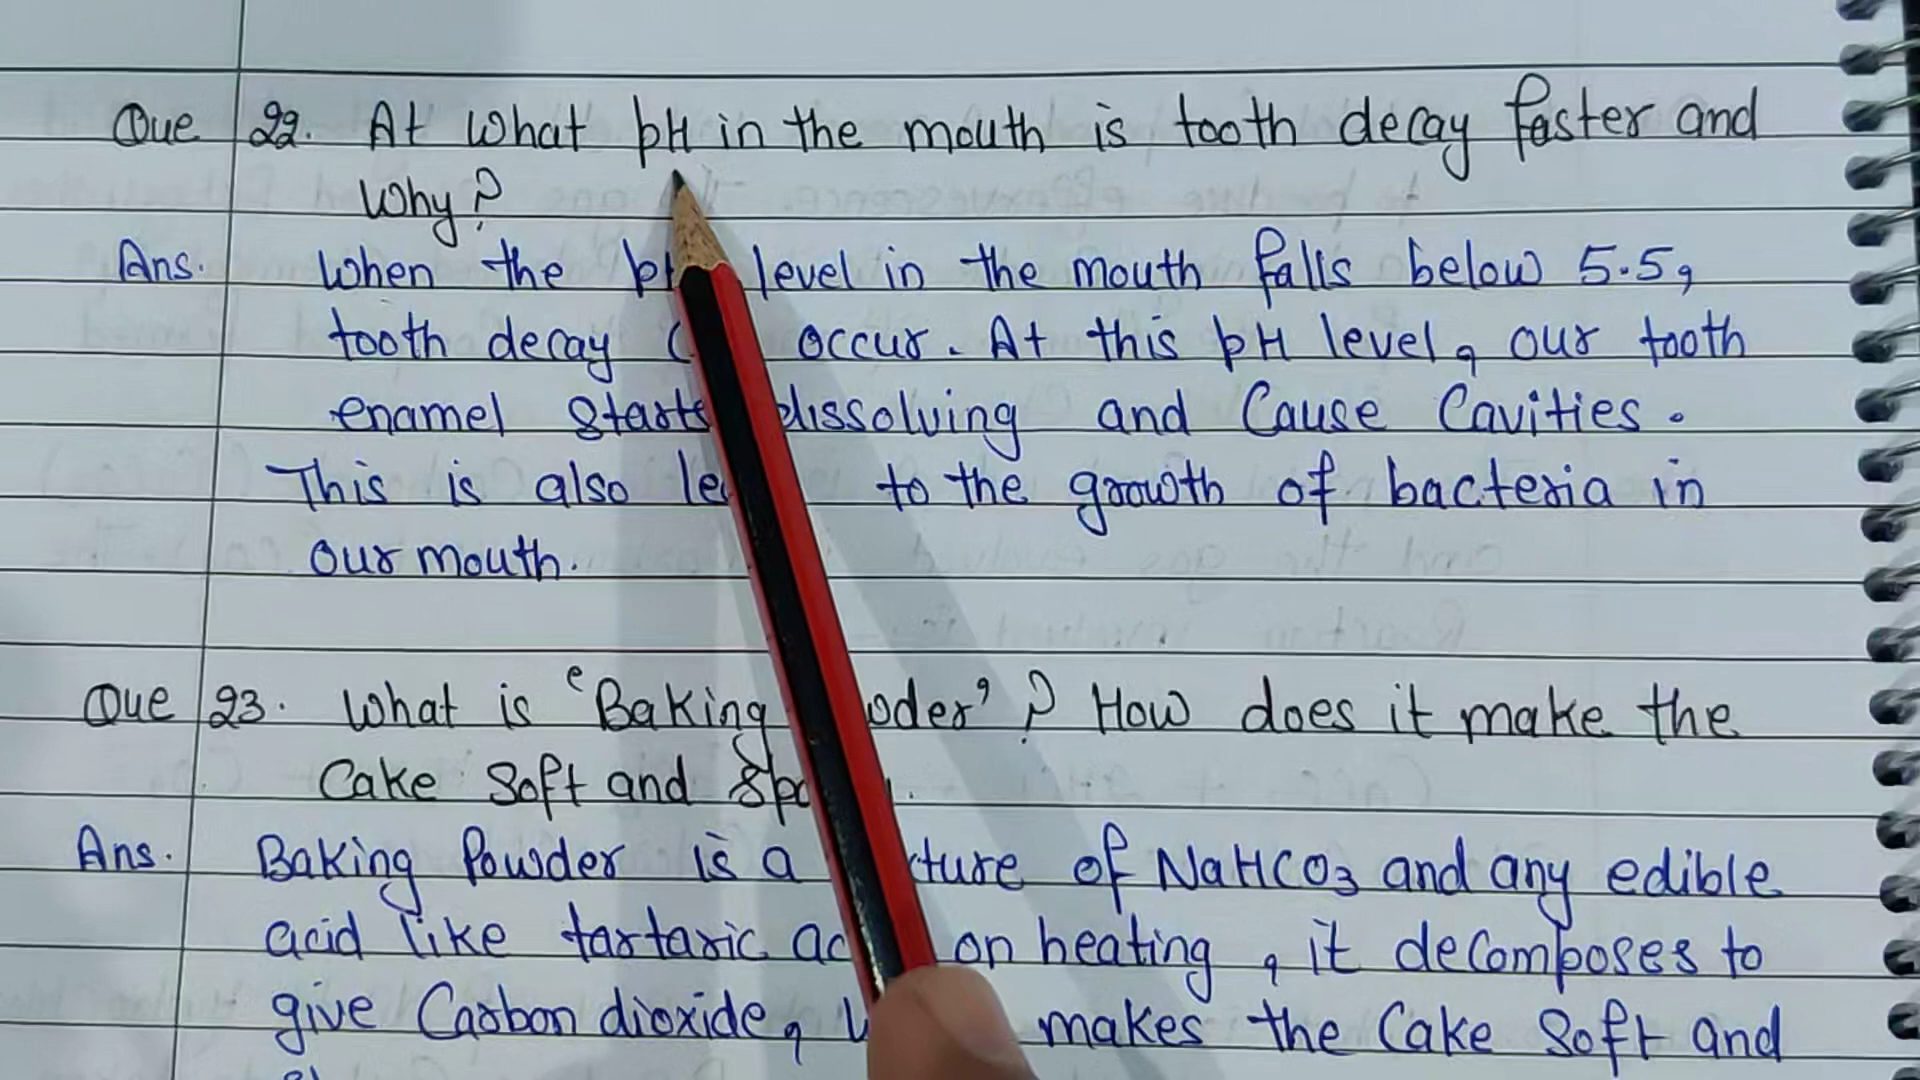 Que 22. At what pH in the mouth is tooth decay faster and
why?
Ans. When the level in the mouth falls below 5.5,
tooth decay occur. At this pH level, our tooth
enamel starts dissolving and Cause Cavities.
This is also to the growth of bacteria in
our mouth.
Que 23. What is 'Baking ? How does it make the
Cake Soft and
Ans. Baking Powder is a of NaHCO3 and any edible
acid like tartaric on heating, it decomposes to
give Carbon dioxide, makes the Cake Soft and